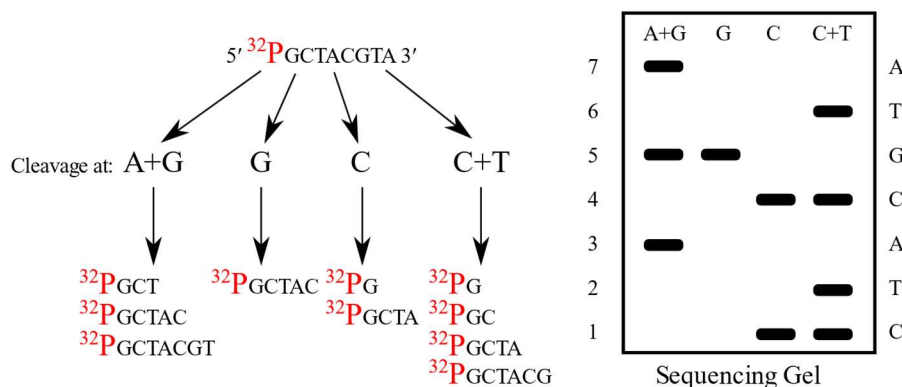 5' 32PGCTACGTA 3'
Cleavage at: A+G G C C+T
32PGCT 32PGCTAC 32PG 32PG
32PGCTAC 32PGCTA 32PGC
32PGCTACGT 32PGCTA
32PGCTACG
A+G G C C+T
7 A
6 T
5 G
4 C
3 A
2 T
1 C
Sequencing Gel